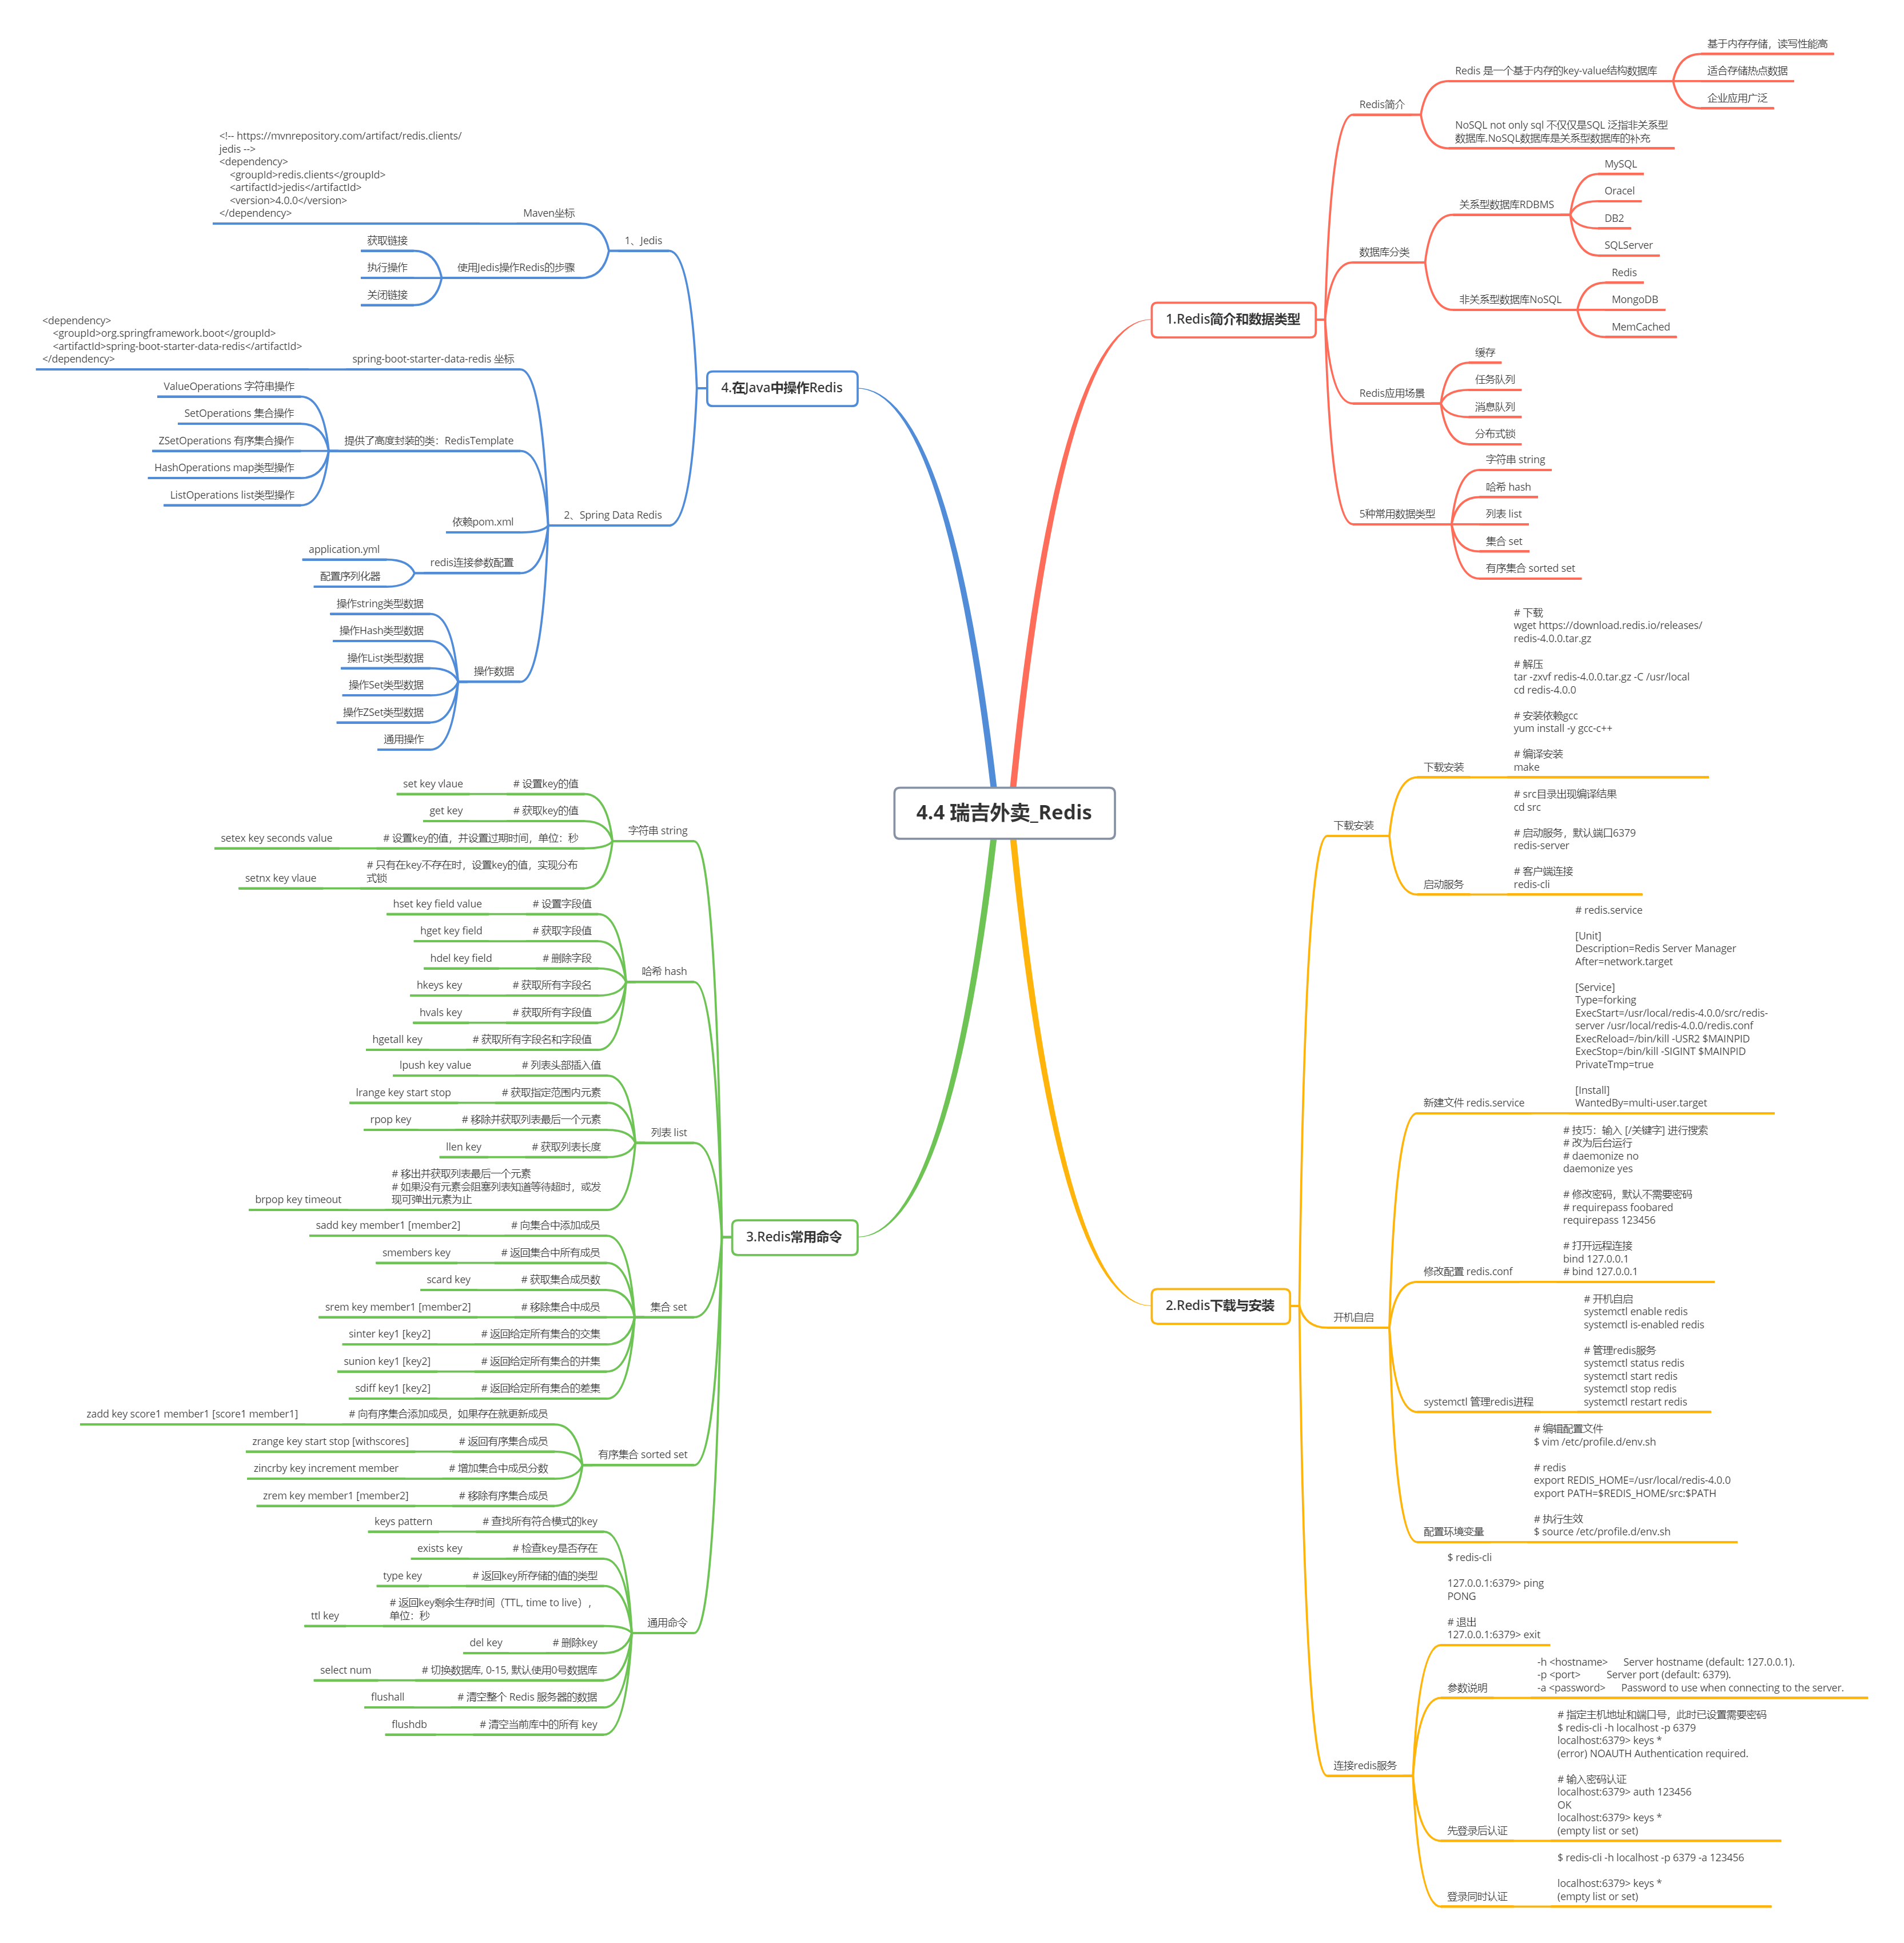 4.4 瑞吉外卖_Redis
1.Redis简介和数据类型
Redis简介
Redis 是一个基于内存的key-value结构数据库
基于内存存储，读写性能高
适合存储热点数据
企业应用广泛
NoSQL not only sql 不仅仅是SQL 泛指非关系型
数据库.NoSQL数据库是关系型数据库的补充
数据库分类
关系型数据库RDBMS
MySQL
Oracel
DB2
SQLServer
非关系型数据库NoSQL
Redis
MongoDB
MemCached
Redis应用场景
缓存
任务队列
消息队列
分布式锁
5种常用数据类型
字符串 string
哈希 hash
列表 list
集合 set
有序集合 sorted set
2.Redis下载与安装
下载安装
下载安装
# 下载
wget https://download.redis.io/releases/
redis-4.0.0.tar.gz
# 解压
tar -zxvf redis-4.0.0.tar.gz -C /usr/local
cd redis-4.0.0
# 安装依赖gcc
yum install -y gcc-c++
# 编译安装
make
启动服务
# src目录出现编译结果
cd src
# 启动服务，默认端口6379
redis-server
# 客户端连接
redis-cli
开机自启
新建文件 redis.service
# redis.service
[Unit]
Description=Redis Server Manager
After=network.target
[Service]
Type=forking
ExecStart=/usr/local/redis-4.0.0/src/redis-
server /usr/local/redis-4.0.0/redis.conf
ExecReload=/bin/kill -USR2 $MAINPID
ExecStop=/bin/kill -SIGINT $MAINPID
PrivateTmp=true
[Install]
WantedBy=multi-user.target
修改配置 redis.conf
# 技巧：输入 [/关键字] 进行搜索
# 改为后台运行
# daemonize no
daemonize yes
# 修改密码，默认不需要密码
# requirepass foobared
requirepass 123456
# 打开远程连接
bind 127.0.0.1
# bind 127.0.0.1
systemctl 管理redis进程
# 开机自启
systemctl enable redis
systemctl is-enabled redis
# 管理redis服务
systemctl status redis
systemctl start redis
systemctl stop redis
systemctl restart redis
配置环境变量
# 编辑配置文件
$ vim /etc/profile.d/env.sh
# redis
export REDIS_HOME=/usr/local/redis-4.0.0
export PATH=$REDIS_HOME/src:$PATH
# 执行生效
$ source /etc/profile.d/env.sh
连接redis服务
$ redis-cli
127.0.0.1:6379> ping
PONG
# 退出
127.0.0.1:6379> exit
参数说明
-h <hostname>      Server hostname (default: 127.0.0.1).
-p <port>          Server port (default: 6379).
-a <password>      Password to use when connecting to the server.
先登录后认证
# 指定主机地址和端口号，此时已设置需要密码
$ redis-cli -h localhost -p 6379
localhost:6379> keys *
(error) NOAUTH Authentication required.
# 输入密码认证
localhost:6379> auth 123456
OK
localhost:6379> keys *
(empty list or set)
登录同时认证
$ redis-cli -h localhost -p 6379 -a 123456
localhost:6379> keys *
(empty list or set)
3.Redis常用命令
字符串 string
# 设置key的值
set key vlaue
# 获取key的值
get key
# 设置key的值，并设置过期时间，单位：秒
setex key seconds value
# 只有在key不存在时，设置key的值，实现分布
式锁
setnx key vlaue
哈希 hash
# 设置字段值
hset key field value
# 获取字段值
hget key field
# 删除字段
hdel key field
# 获取所有字段名
hkeys key
# 获取所有字段值
hvals key
# 获取所有字段名和字段值
hgetall key
列表 list
# 列表头部插入值
lpush key value
# 获取指定范围内元素
lrange key start stop
# 移除并获取列表最后一个元素
rpop key
# 获取列表长度
llen key
# 移出并获取列表最后一个元素
# 如果没有元素会阻塞列表知道等待超时，或发
现可弹出元素为止
brpop key timeout
集合 set
# 向集合中添加成员
sadd key member1 [member2]
# 返回集合中所有成员
smembers key
# 获取集合成员数
scard key
# 移除集合中成员
srem key member1 [member2]
# 返回给定所有集合的交集
sinter key1 [key2]
# 返回给定所有集合的并集
sunion key1 [key2]
# 返回给定所有集合的差集
sdiff key1 [key2]
有序集合 sorted set
# 向有序集合添加成员，如果存在就更新成员
zadd key score1 member1 [score1 member1]
# 返回有序集合成员
zrange key start stop [withscores]
# 增加集合中成员分数
zincrby key increment member
# 移除有序集合成员
zrem key member1 [member2]
通用命令
# 查找所有符合模式的key
keys pattern
# 检查key是否存在
exists key
# 返回key所存储的值的类型
type key
# 返回key剩余生存时间（TTL, time to live），
单位：秒
ttl key
# 删除key
del key
# 切换数据库, 0-15, 默认使用0号数据库
select num
# 清空整个 Redis 服务器的数据
flushall
# 清空当前库中的所有 key
flushdb
4.在Java中操作Redis
1、Jedis
Maven坐标
<!-- https://mvnrepository.com/artifact/redis.clients/
jedis -->
<dependency>
    <groupId>redis.clients</groupId>
    <artifactId>jedis</artifactId>
    <version>4.0.0</version>
</dependency>
使用Jedis操作Redis的步骤
获取链接
执行操作
关闭链接
2、Spring Data Redis
spring-boot-starter-data-redis 坐标
<dependency>
    <groupId>org.springframework.boot</groupId>
    <artifactId>spring-boot-starter-data-redis</artifactId>
</dependency>
提供了高度封装的类：RedisTemplate
ValueOperations 字符串操作
SetOperations 集合操作
ZSetOperations 有序集合操作
HashOperations map类型操作
ListOperations list类型操作
依赖pom.xml
redis连接参数配置
application.yml
配置序列化器
操作数据
操作string类型数据
操作Hash类型数据
操作List类型数据
操作Set类型数据
操作ZSet类型数据
通用操作